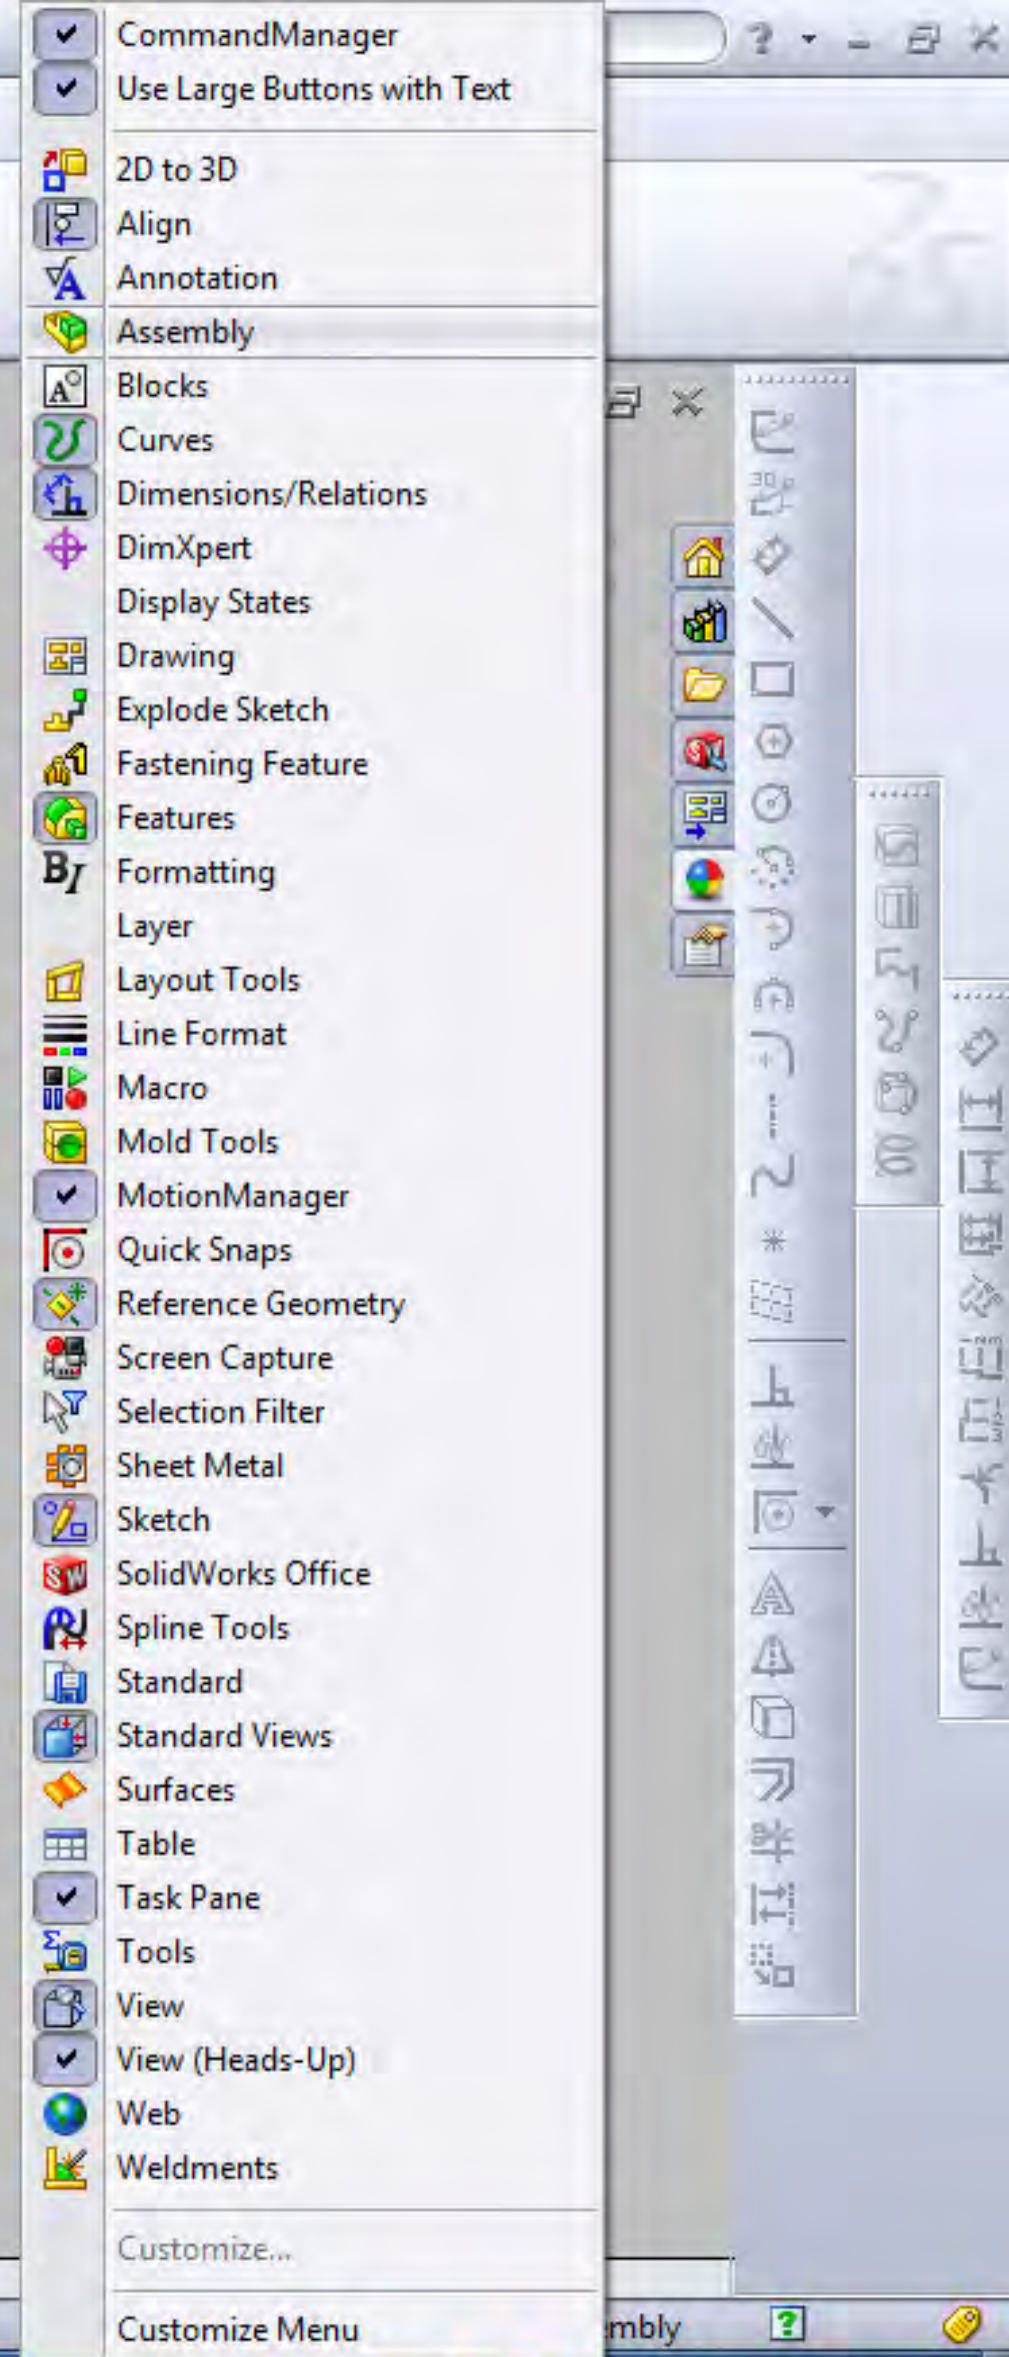 CommandManager
Use Large Buttons with Text
2D to 3D
Align
Annotation
Assembly
Blocks
Curves
Dimensions/Relations
DimXpert
Display States
Drawing
Explode Sketch
Fastening Feature
Features
Formatting
Layer
Layout Tools
Line Format
Macro
Mold Tools
MotionManager
Quick Snaps
Reference Geometry
Screen Capture
Selection Filter
Sheet Metal
Sketch
SolidWorks Office
Spline Tools
Standard
Standard Views
Surfaces
Table
Task Pane
Tools
View
View (Heads-Up)
Web
Weldments
Customize...
Customize Menu
embly